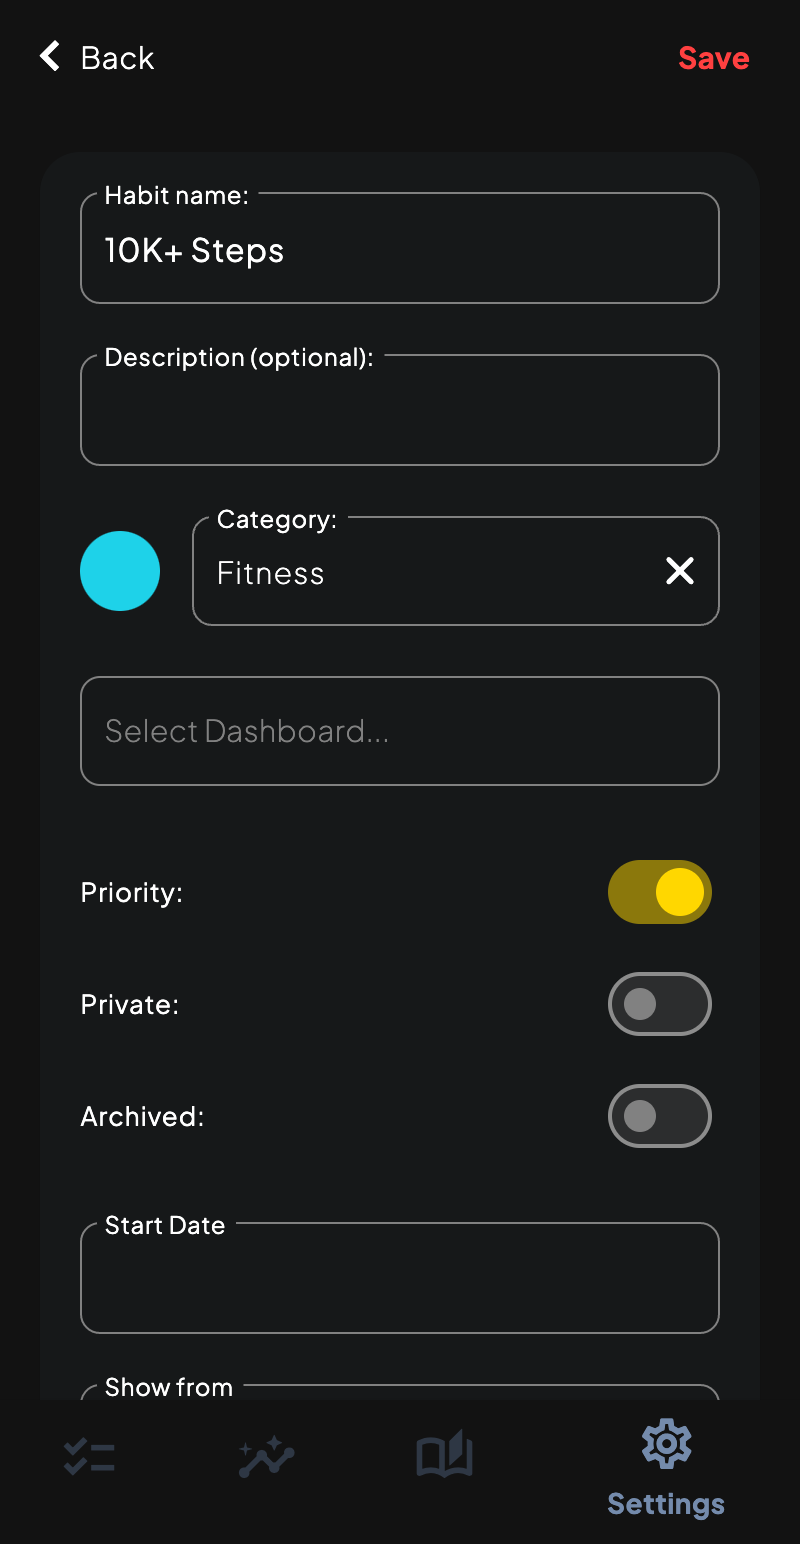 Back
Save
Habit name:
10K+ Steps
Description (optional):
Category:
Fitness
Select Dashboard...
Priority:
Private:
Archived:
Start Date
Show from
Settings